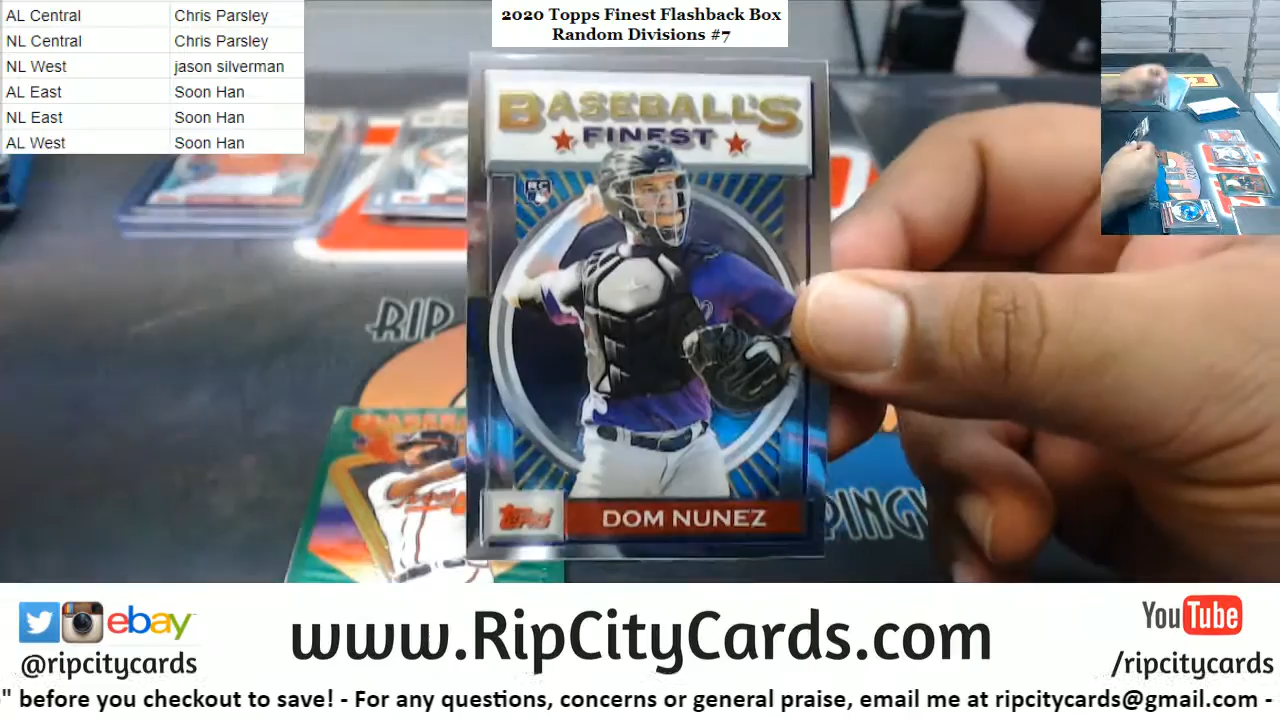 AL Central Chris Parsley
NL Central Chris Parsley
NL West jason silverman
AL East Soon Han
NL East Soon Han
AL West Soon Han
2020 Topps Finest Flashback Box
Random Divisions #7
BASEBALL'S
FINEST
RC
RIP
PINGW
TOPPS
DOM NUNEZ
ebay
www.RipCityCards.com
YouTube
@ripcitycards
/ripcitycards
" before you checkout to save! - For any questions, concerns or general praise, email me at ripcitycards@gmail.com -